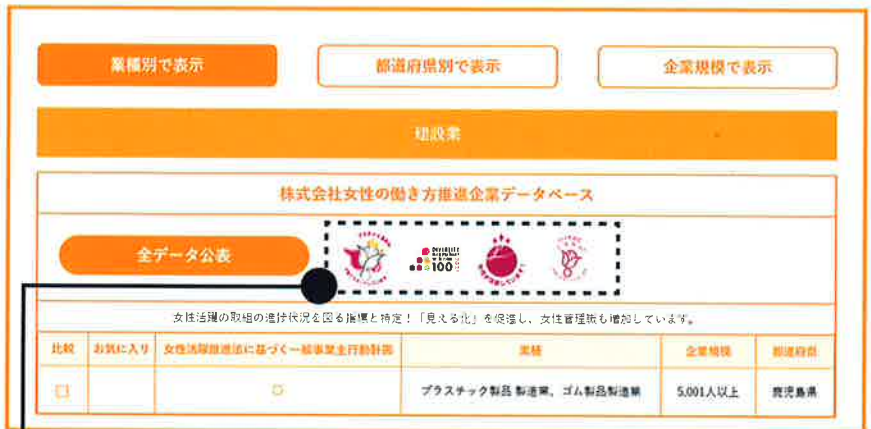 業種別で表示
都道府県別で表示
企業規模で表示
建設業
株式会社女性の働き方推進企業データベース
全データ公表
100
女性活躍の取組の進捗状況を図る指標と特定!「見える化」を促進し、女性管理職も増加しています。
比較 お気に入り 女性活躍推進法に基づく一般事業主行動計画 業種 企業規模 都道府県
プラスチック製品 製造業、ゴム製品製造業 5,001人以上 鹿児島県